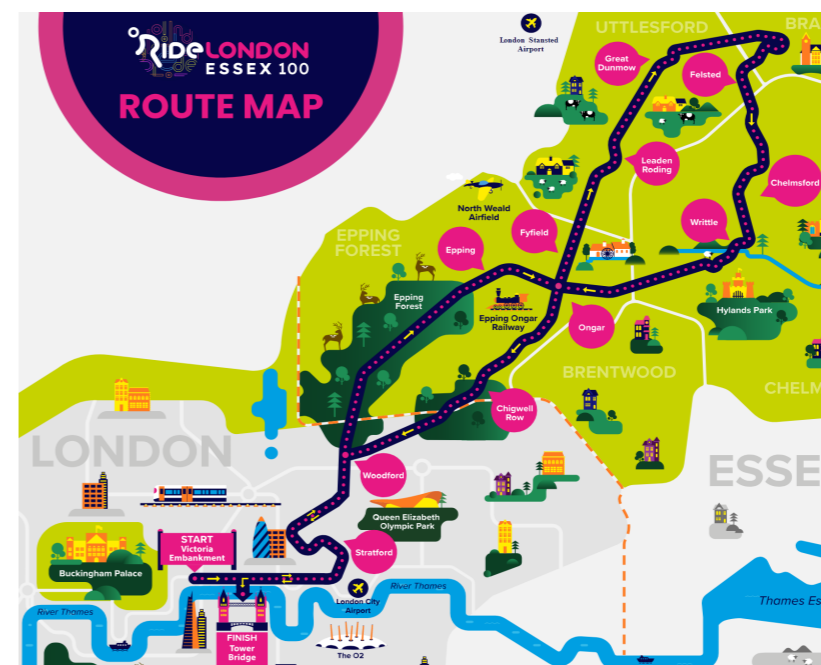 RIDELONDON
ESSEX 100
ROUTE MAP
London Stansted
Airport
UTTLESFORD
BRA
Great
Dunmow
Felsted
Leaden
Roding
Chelmsford
North Weald
Airfield
Writtle
Fyfield
EPPING
FOREST
Epping
Epping
Forest
Hylands Park
Epping Ongar
Railway
Ongar
BRENTWOOD
CHELM
Chigwell
Row
LONDON
ESSE
Woodford
Queen Elizabeth
Olympic Park
START
Victoria
Embankment
Stratford
Buckingham Palace
River Thames
London City
Airport
River Thames
Thames Es
FINISH
Tower
Bridge
The O2